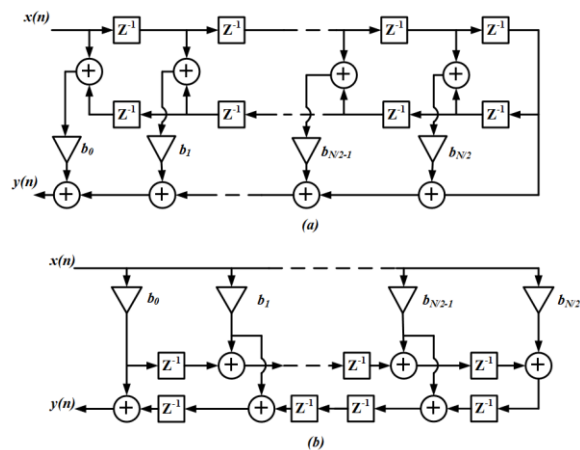 x(n) Z⁻¹ Z⁻¹ Z⁻¹ Z⁻¹
+ + + +
Z⁻¹ Z⁻¹ Z⁻¹ Z⁻¹
b₀ b₁ b_{N/2-1} b_{N/2}
y(n) + + + +
(a)
x(n)
b₀ b₁ b_{N/2-1} b_{N/2}
Z⁻¹ + Z⁻¹ + Z⁻¹ +
y(n) + Z⁻¹ + Z⁻¹ Z⁻¹ + Z⁻¹
(b)